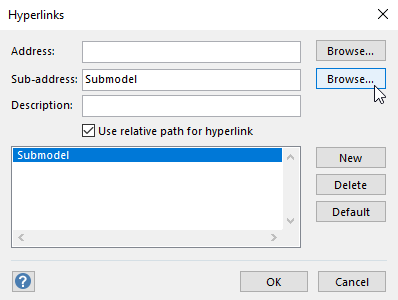 Hyperlinks
Address: Browse...
Sub-address: Submodel Browse...
Description:
Use relative path for hyperlink
Submodel
New
Delete
Default
? OK Cancel